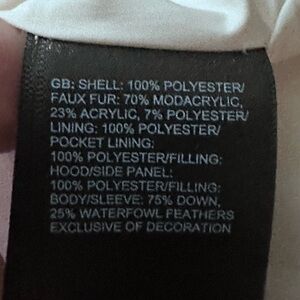 GB: SHELL: 100% POLYESTER/
FAUX FUR: 70% MODACRYLIC,
23% ACRYLIC, 7% POLYESTER/
LINING: 100% POLYESTER/
POCKET LINING:
100% POLYESTER/FILLING:
HOOD/SIDE PANEL:
100% POLYESTER/FILLING:
BODY/SLEEVE: 75% DOWN,
25% WATERFOWL FEATHERS
EXCLUSIVE OF DECORATION